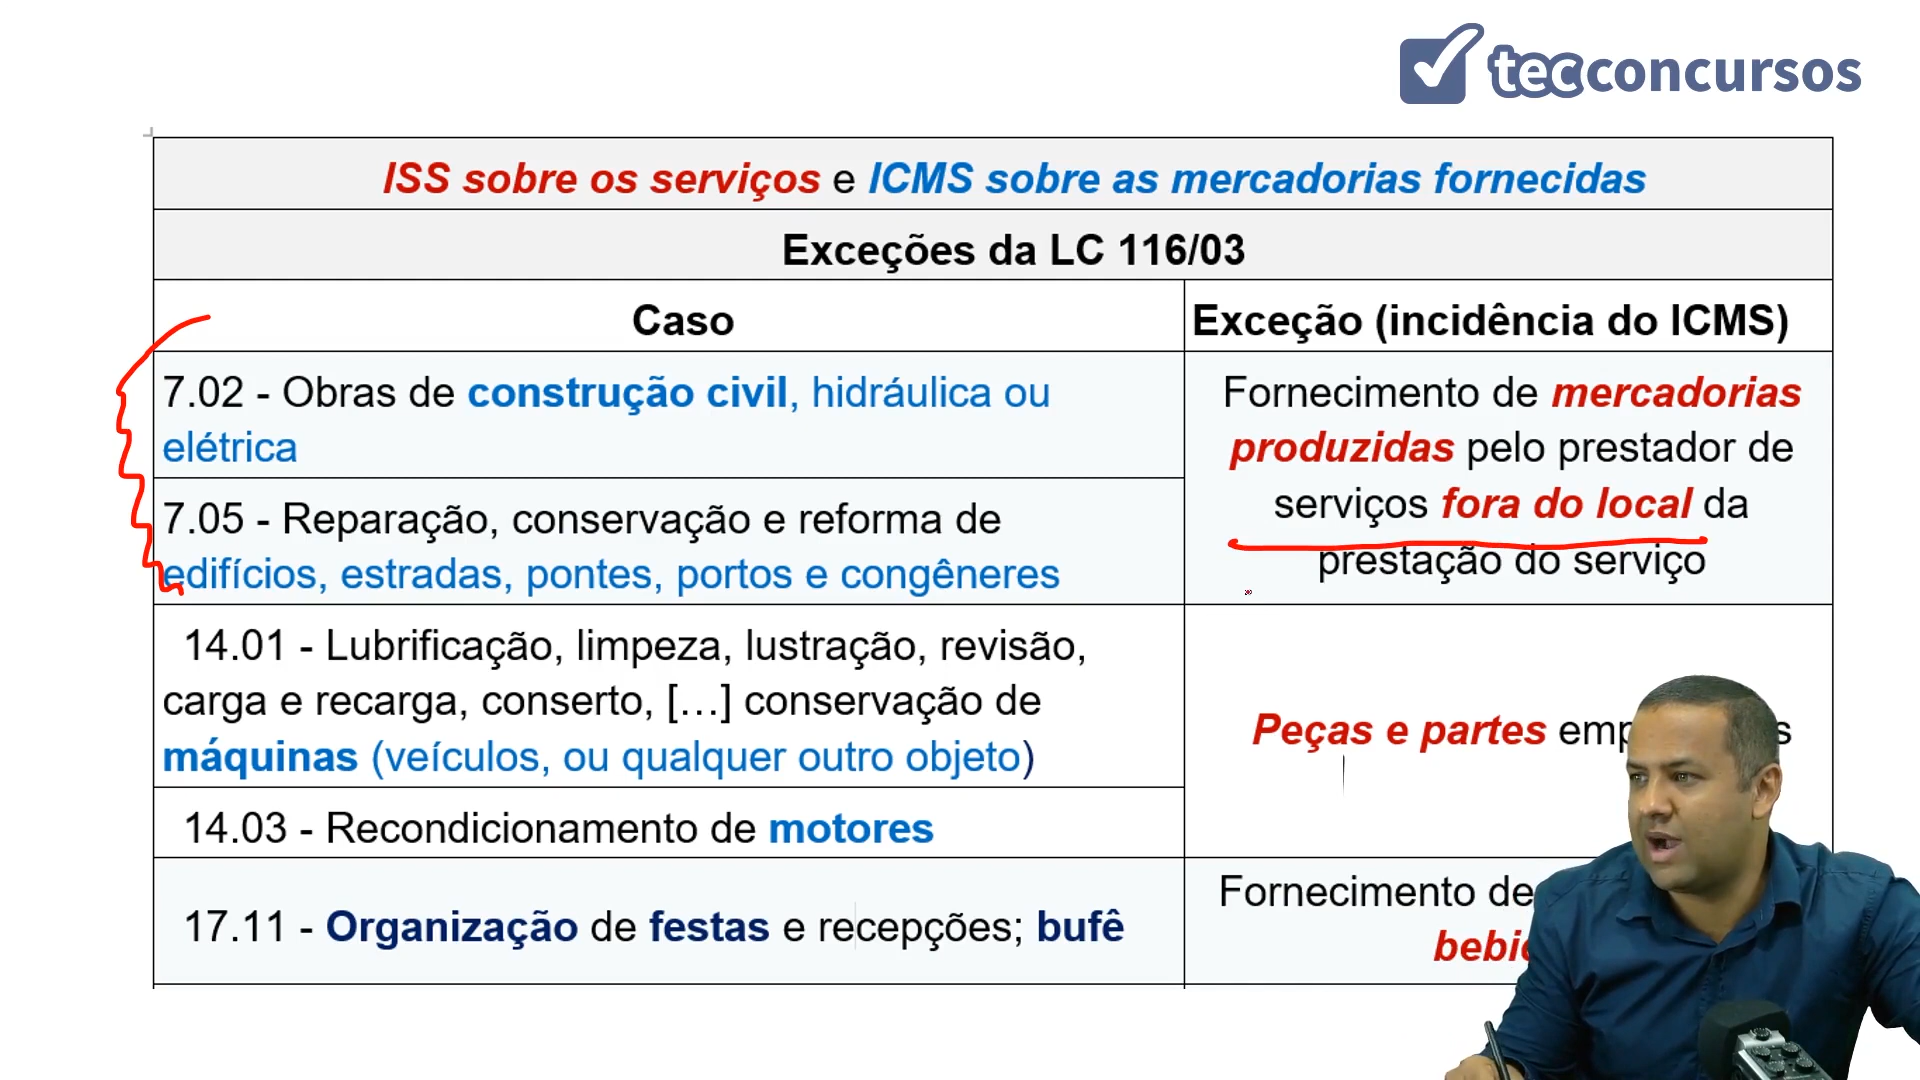 tecconcursos
ISS sobre os serviços e ICMS sobre as mercadorias fornecidas
Exceções da LC 116/03
Caso
Exceção (incidência do ICMS)
7.02 - Obras de construção civil, hidráulica ou
elétrica
Fornecimento de mercadorias
produzidas pelo prestador de
serviços fora do local da
prestação do serviço
7.05 - Reparação, conservação e reforma de
edifícios, estradas, pontes, portos e congêneres
14.01 - Lubrificação, limpeza, lustração, revisão,
carga e recarga, conserto, […] conservação de
máquinas (veículos, ou qualquer outro objeto)
Peças e partes
14.03 - Recondicionamento de motores
17.11 - Organização de festas e recepções; bufê
Fornecimento de